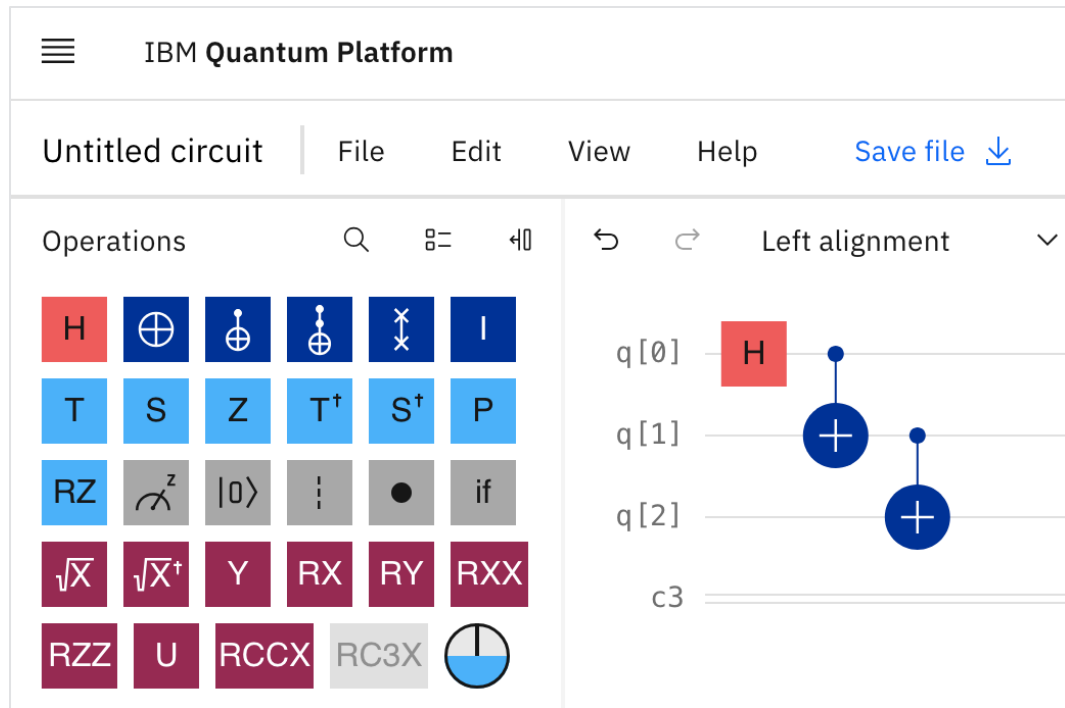 IBM Quantum Platform
Untitled circuit File Edit View Help Save file
Operations Left alignment
H I
T S Z T† S† P
RZ z |0⟩ if
√X √X† Y RX RY RXX
RZZ U RCCX RC3X
q[0] H
q[1]
q[2]
c3